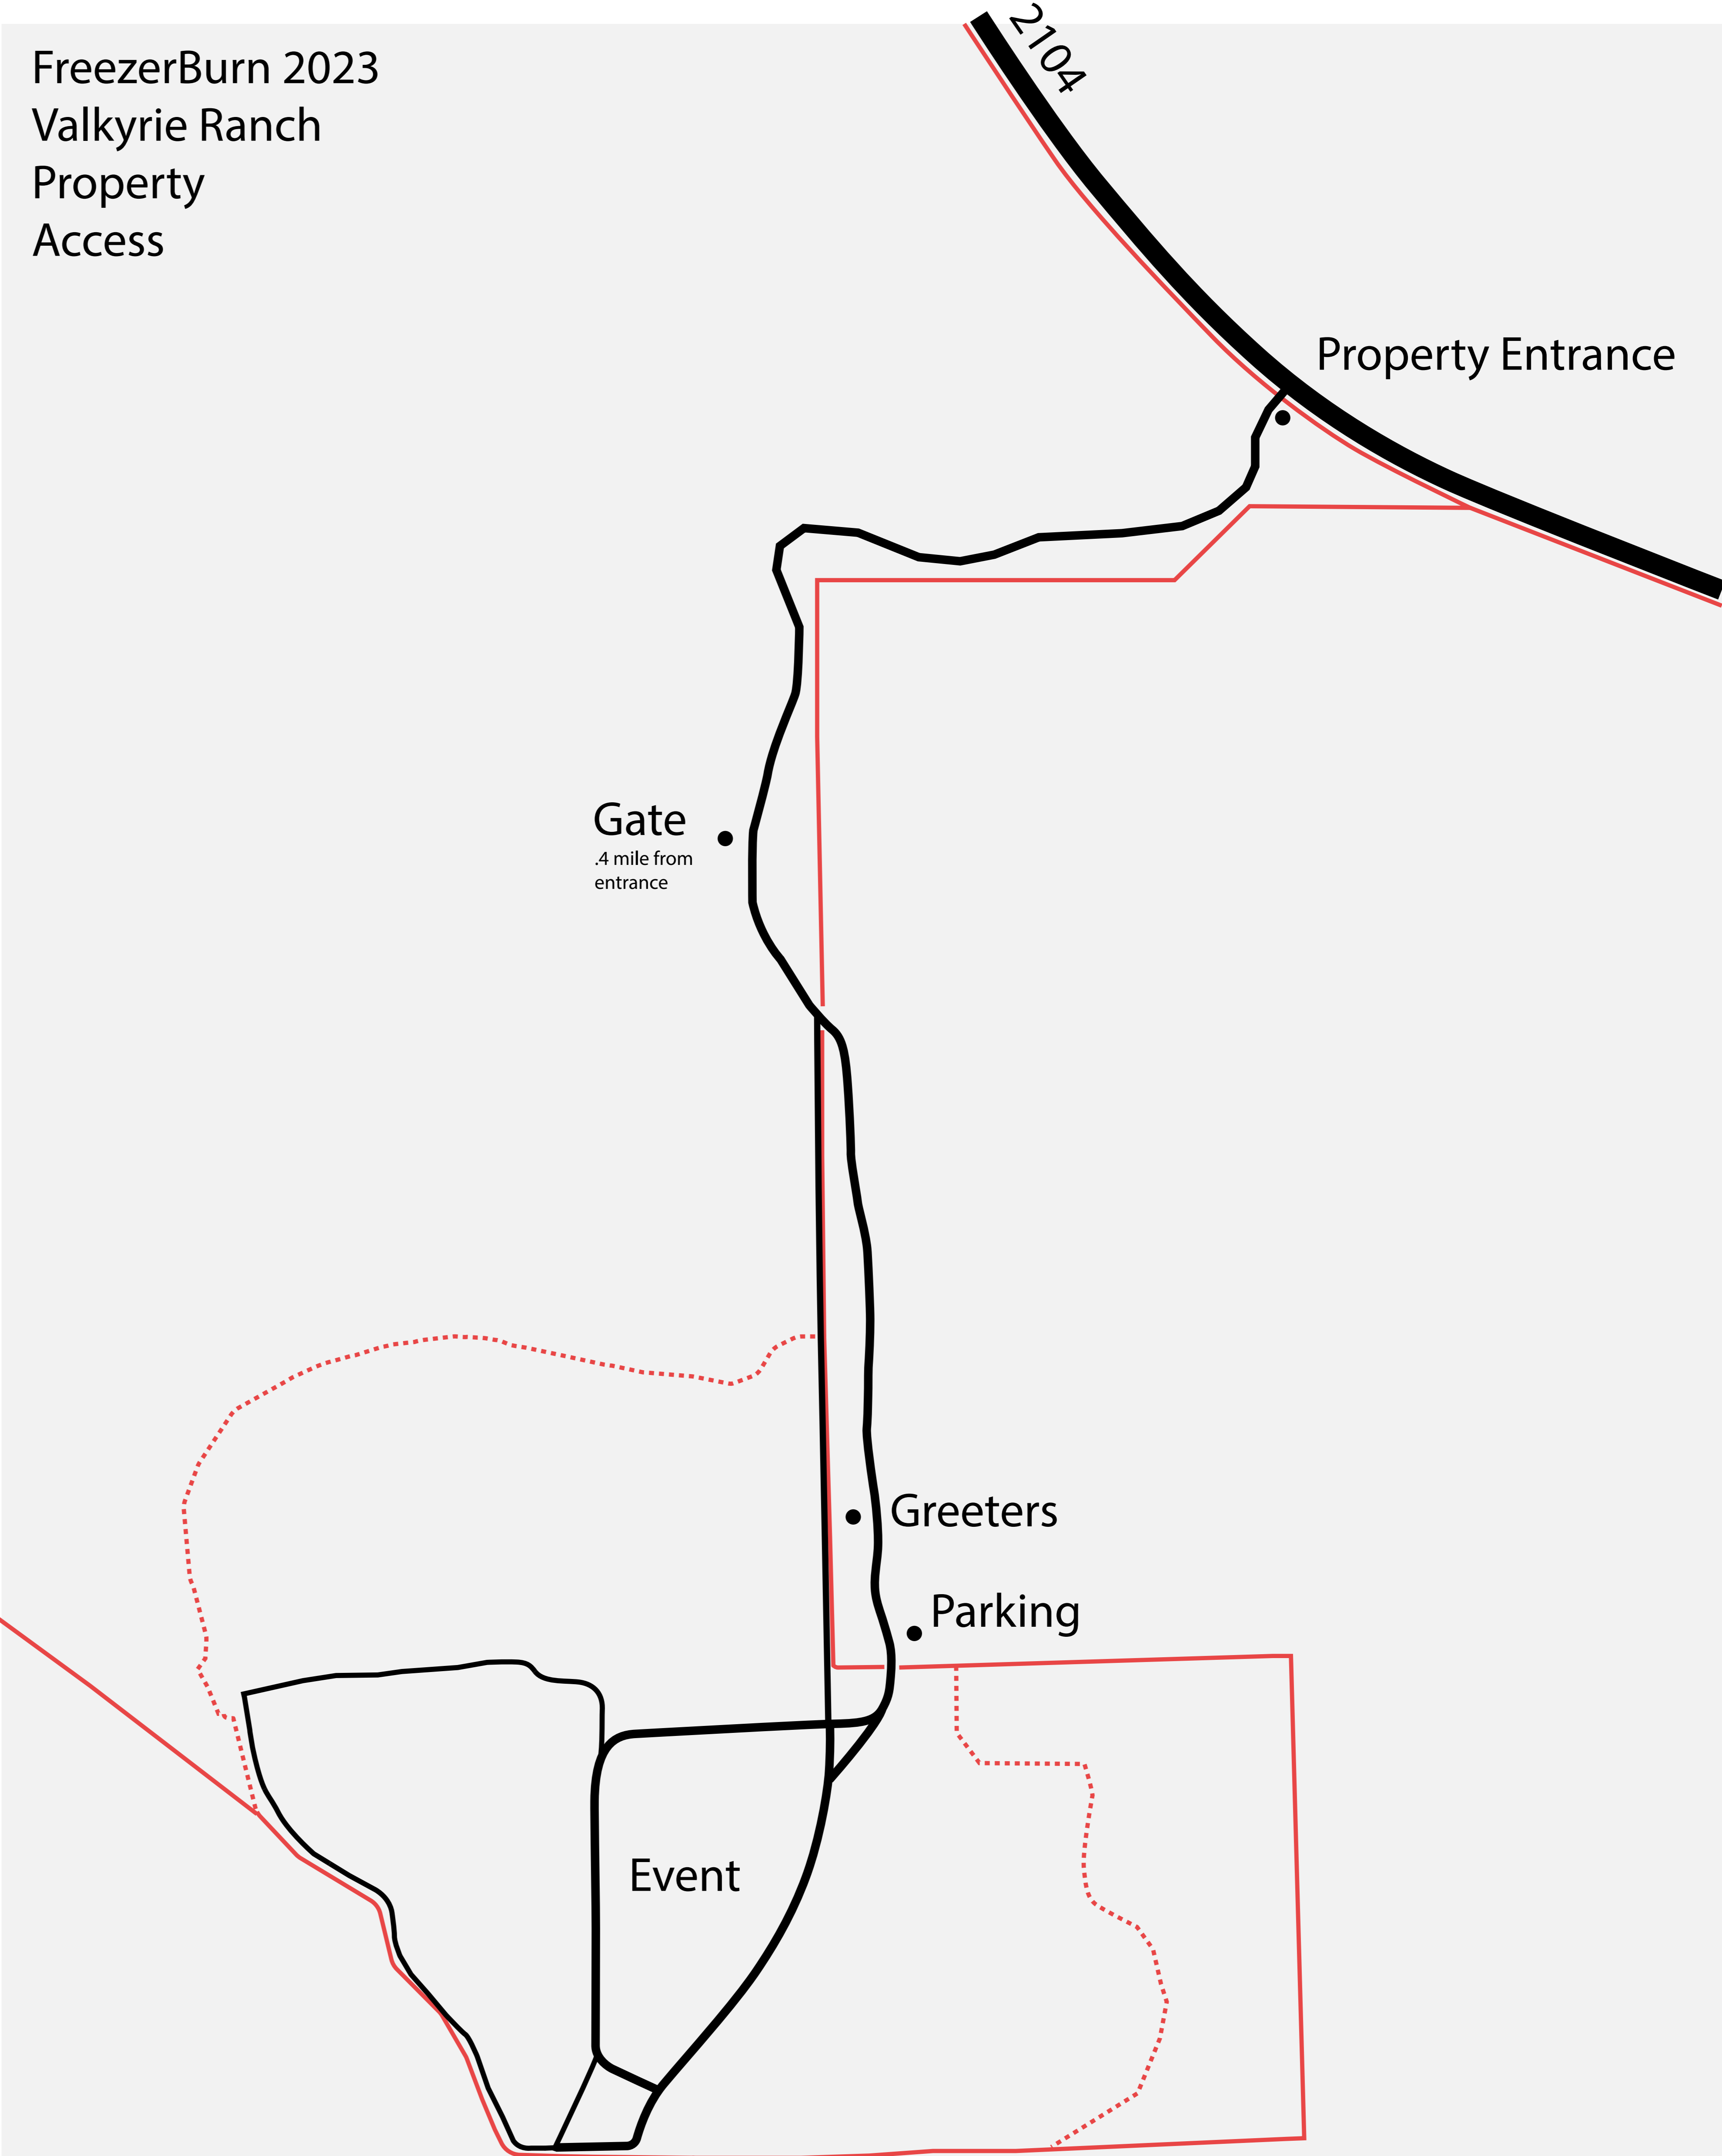 FreezerBurn 2023
Valkyrie Ranch
Property
Access
2104
Property Entrance
Gate
.4 mile from
entrance
Greeters
Parking
Event